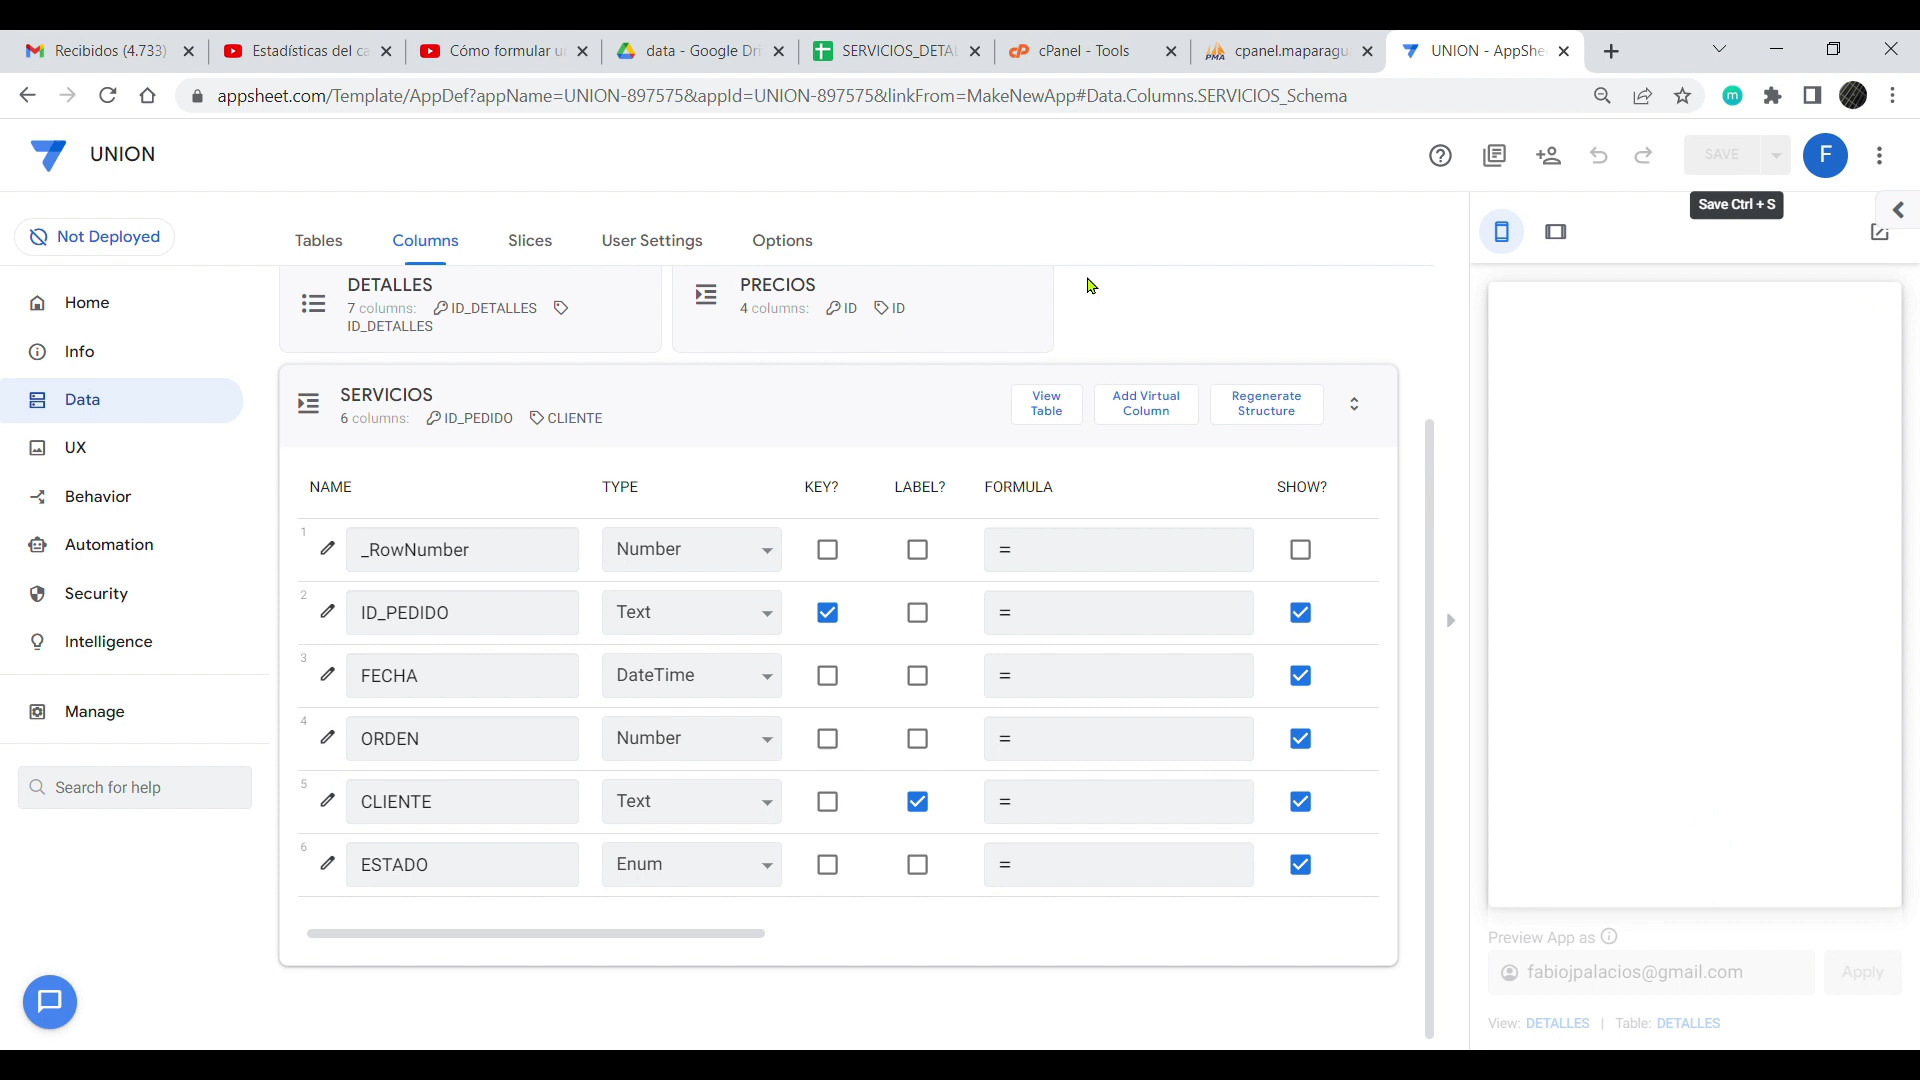 Recibidos (4.733)
Estadísticas del ca
Cómo formular u
data - Google Dri
SERVICIOS_DETAL
cPanel - Tools
cpanel.maparagu
UNION - AppShe
appsheet.com/Template/AppDef?appName=UNION-897575&appId=UNION-897575&linkFrom=MakeNewApp#Data.Columns.SERVICIOS_Schema
m
UNION
SAVE
F
Save Ctrl + S
Not Deployed
Tables
Columns
Slices
User Settings
Options
Home
Info
Data
UX
Behavior
Automation
Security
Intelligence
Manage
Search for help
DETALLES
7 columns: ID_DETALLES
ID_DETALLES
PRECIOS
4 columns: ID ID
SERVICIOS
6 columns: ID_PEDIDO CLIENTE
View
Table
Add Virtual
Column
Regenerate
Structure
NAME TYPE KEY? LABEL? FORMULA SHOW?
1 _RowNumber Number =
2 ID_PEDIDO Text =
3 FECHA DateTime =
4 ORDEN Number =
5 CLIENTE Text =
6 ESTADO Enum =
Preview App as
fabiojpalacios@gmail.com
Apply
View: DETALLES | Table: DETALLES